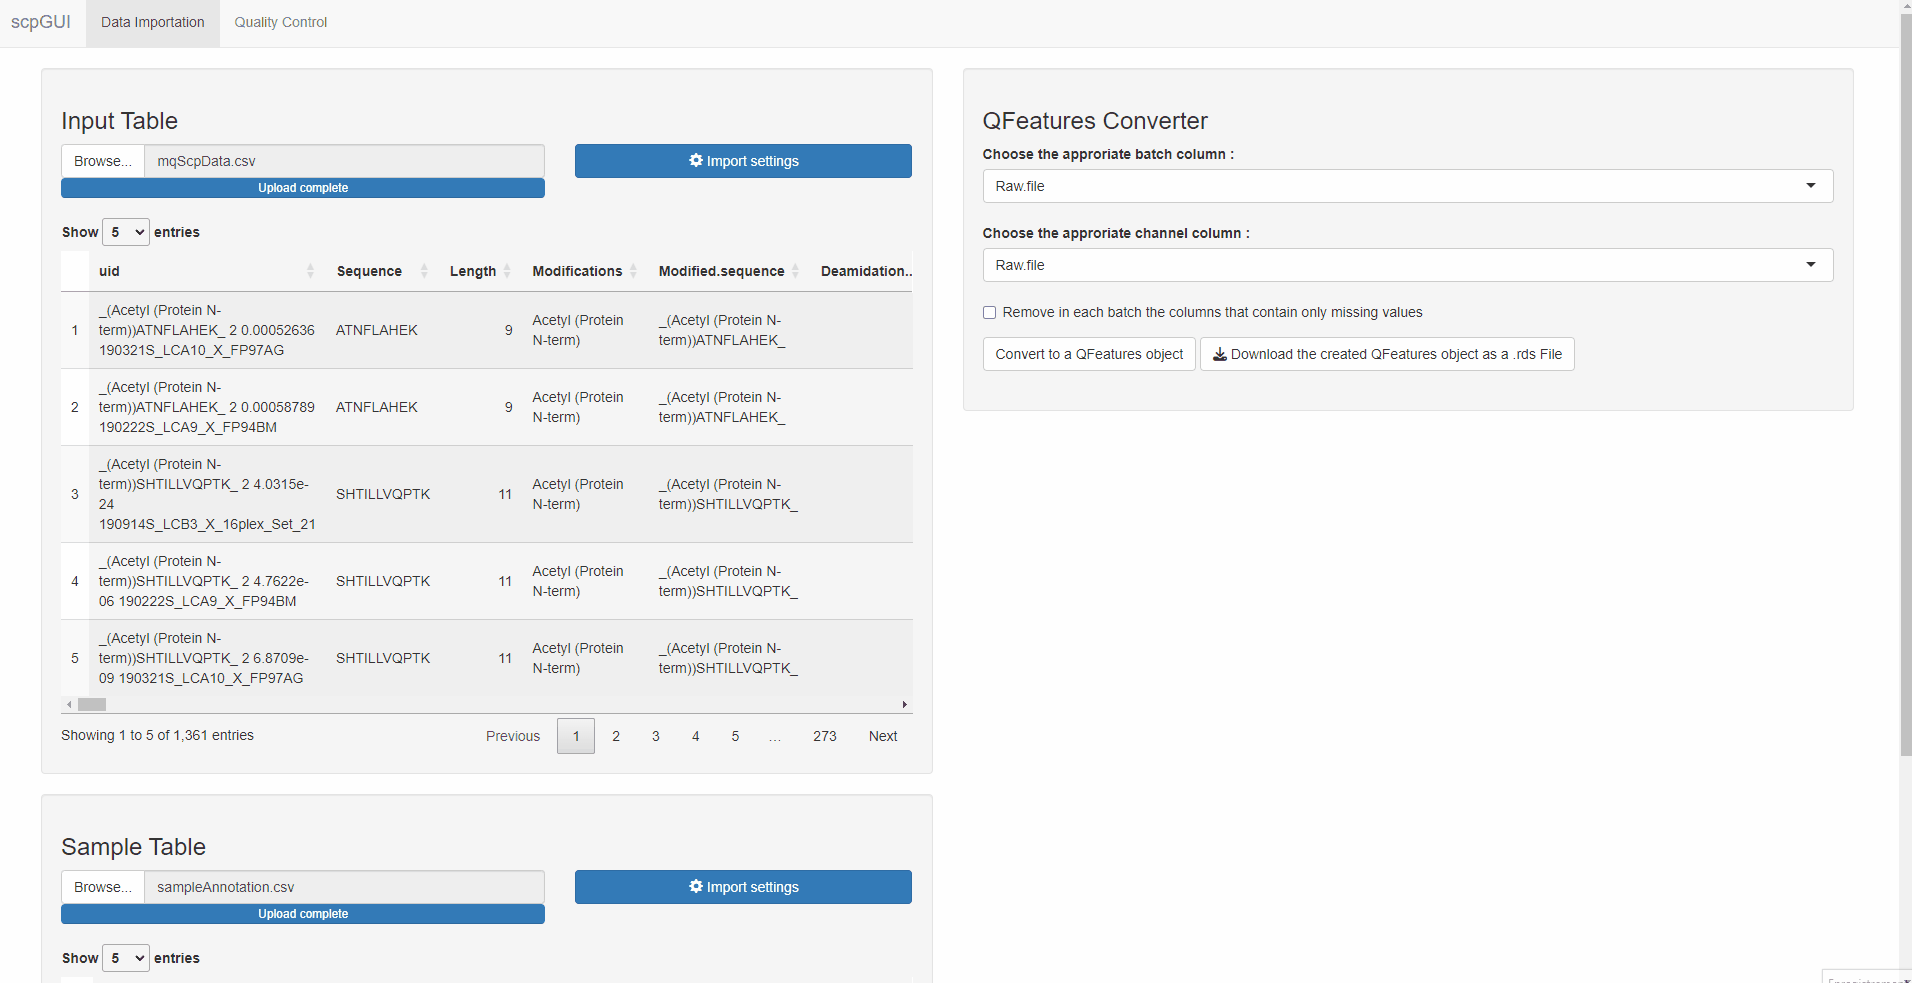 scpGUI Data Importation Quality Control
Input Table
Browse... mqScpData.csv
Import settings
Upload complete
Show 5 entries
uid Sequence Length Modifications Modified.sequence Deamidation..
1 _(Acetyl (Protein N-
term))ATNFLAHEK_ 2 0.00052636
190321S_LCA10_X_FP97AG ATNFLAHEK 9 Acetyl (Protein
N-term) _(Acetyl (Protein N-
term))ATNFLAHEK_
2 _(Acetyl (Protein N-
term))ATNFLAHEK_ 2 0.00058789
190222S_LCA9_X_FP94BM ATNFLAHEK 9 Acetyl (Protein
N-term) _(Acetyl (Protein N-
term))ATNFLAHEK_
3 _(Acetyl (Protein N-
term))SHTILLVQPTK_ 2 4.0315e-
24
190914S_LCB3_X_16plex_Set_21 SHTILLVQPTK 11 Acetyl (Protein
N-term) _(Acetyl (Protein N-
term))SHTILLVQPTK_
4 _(Acetyl (Protein N-
term))SHTILLVQPTK_ 2 4.7622e-
06 190222S_LCA9_X_FP94BM SHTILLVQPTK 11 Acetyl (Protein
N-term) _(Acetyl (Protein N-
term))SHTILLVQPTK_
5 _(Acetyl (Protein N-
term))SHTILLVQPTK_ 2 6.8709e-
09 190321S_LCA10_X_FP97AG SHTILLVQPTK 11 Acetyl (Protein
N-term) _(Acetyl (Protein N-
term))SHTILLVQPTK_
Showing 1 to 5 of 1,361 entries Previous 1 2 3 4 5 … 273 Next
Sample Table
Browse... sampleAnnotation.csv
Import settings
Upload complete
Show 5 entries
QFeatures Converter
Choose the approriate batch column :
Raw.file
Choose the approriate channel column :
Raw.file
Remove in each batch the columns that contain only missing values
Convert to a QFeatures object Download the created QFeatures object as a .rds File